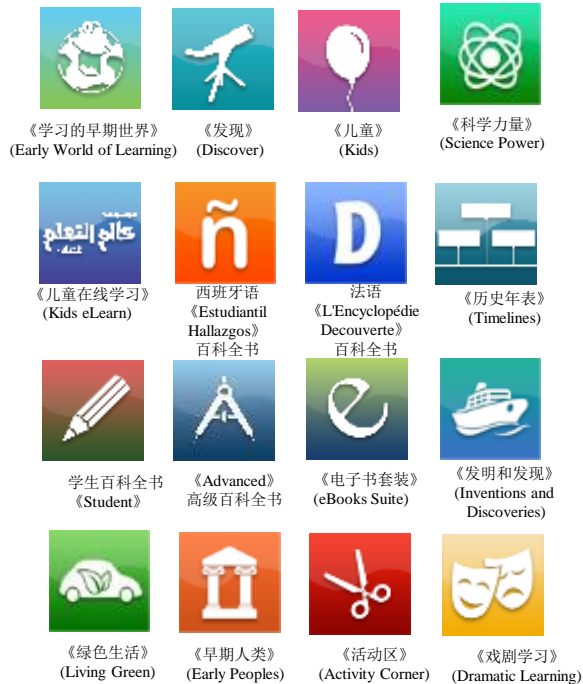 《学习的早期世界》
(Early World of Learning)
《发现》
(Discover)
《儿童》
(Kids)
《科学力量》
(Science Power)
عالم التعلم
《儿童在线学习》
(Kids eLearn)
ñ
西班牙语
《Estudiantil
Hallazgos》
百科全书
D
法语
《L'Encyclopédie
Decouverte》
百科全书
《历史年表》
(Timelines)
学生百科全书
《Student》
《Advanced》
高级百科全书
e
《电子书套装》
(eBooks Suite)
《发明和发现》
(Inventions and
Discoveries)
《绿色生活》
(Living Green)
《早期人类》
(Early Peoples)
《活动区》
(Activity Corner)
《戏剧学习》
(Dramatic Learning)